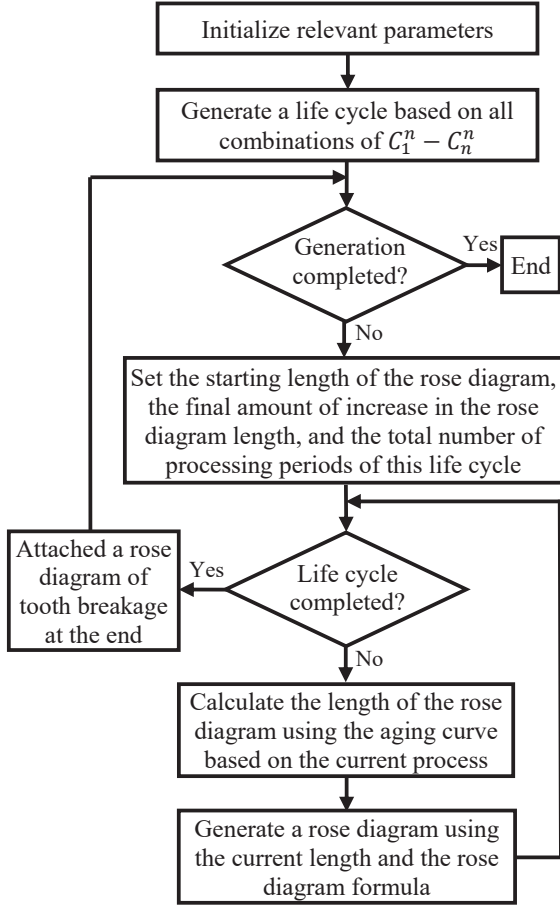 Initialize relevant parameters
Generate a life cycle based on all
combinations of $C_1^n - C_n^n$
Generation
completed?
Yes
End
No
Set the starting length of the rose diagram,
the final amount of increase in the rose
diagram length, and the total number of
processing periods of this life cycle
Attached a rose
diagram of
tooth breakage
at the end
Yes
Life cycle
completed?
No
Calculate the length of the rose
diagram using the aging curve
based on the current process
Generate a rose diagram using
the current length and the rose
diagram formula